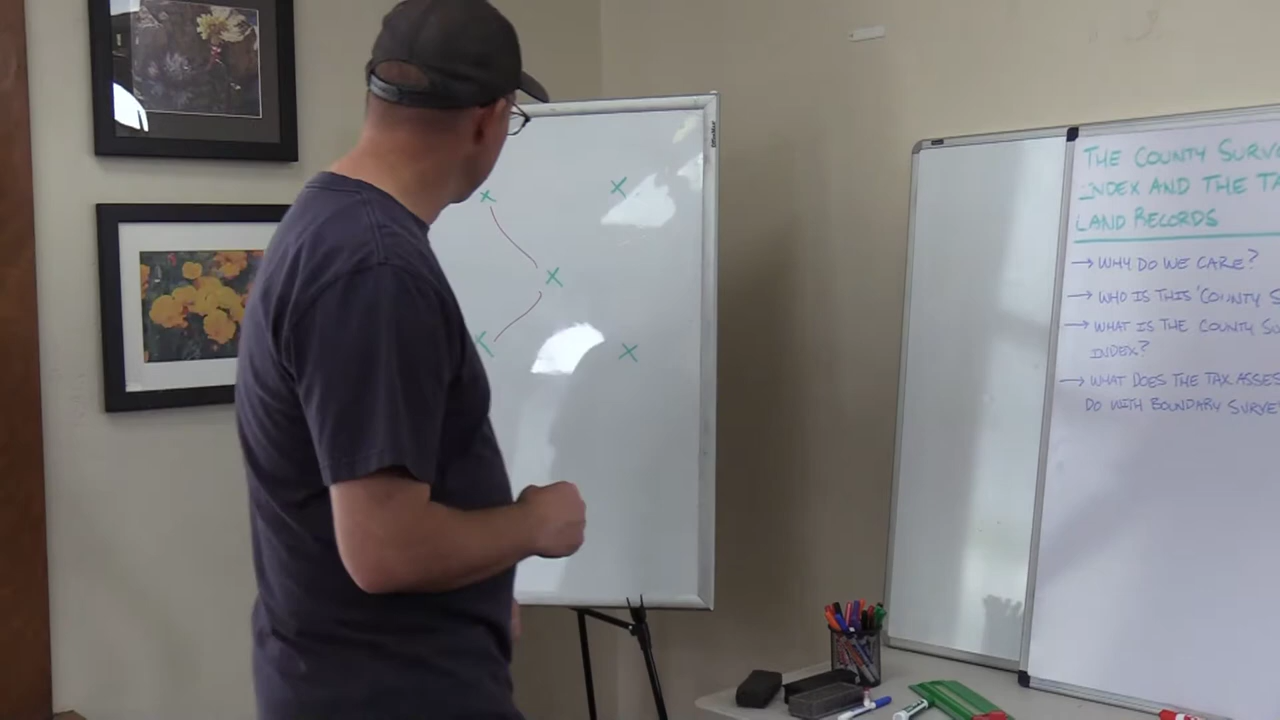 THE COUNTY SURVE
INDEX AND THE TA
LAND RECORDS
→ WHY DO WE CARE?
→ WHO IS THIS "COUNTY S
→ WHAT IS THE COUNTY SU
INDEX?
→ WHAT DOES THE TAX ASSES
DO WITH BOUNDARY SURVE
X X
X
X X